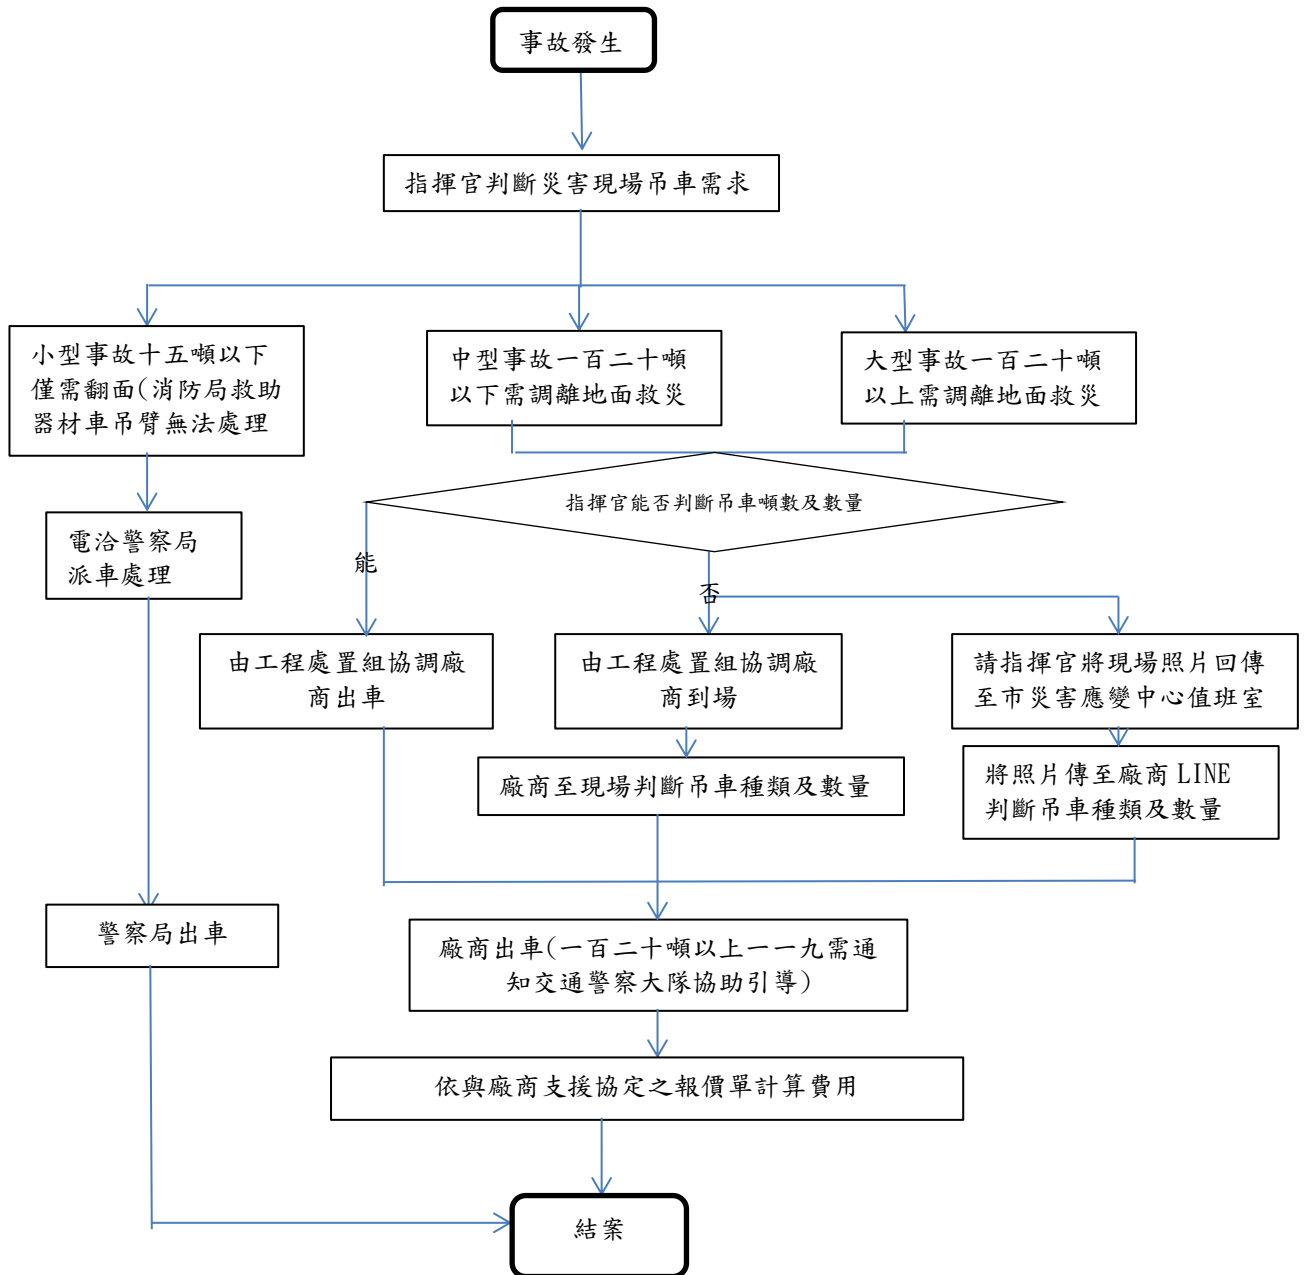 事故發生
指揮官判斷災害現場吊車需求
小型事故十五噸以下
僅需翻面(消防局救助
器材車吊臂無法處理
中型事故一百二十噸
以下需調離地面救災
大型事故一百二十噸
以上需調離地面救災
指揮官能否判斷吊車噸數及數量
電洽警察局
派車處理
能
否
由工程處置組協調廠
商出車
由工程處置組協調廠
商到場
請指揮官將現場照片回傳
至市災害應變中心值班室
廠商至現場判斷吊車種類及數量
將照片傳至廠商 LINE
判斷吊車種類及數量
警察局出車
廠商出車(一百二十噸以上一一九需通
知交通警察大隊協助引導)
依與廠商支援協定之報價單計算費用
結案